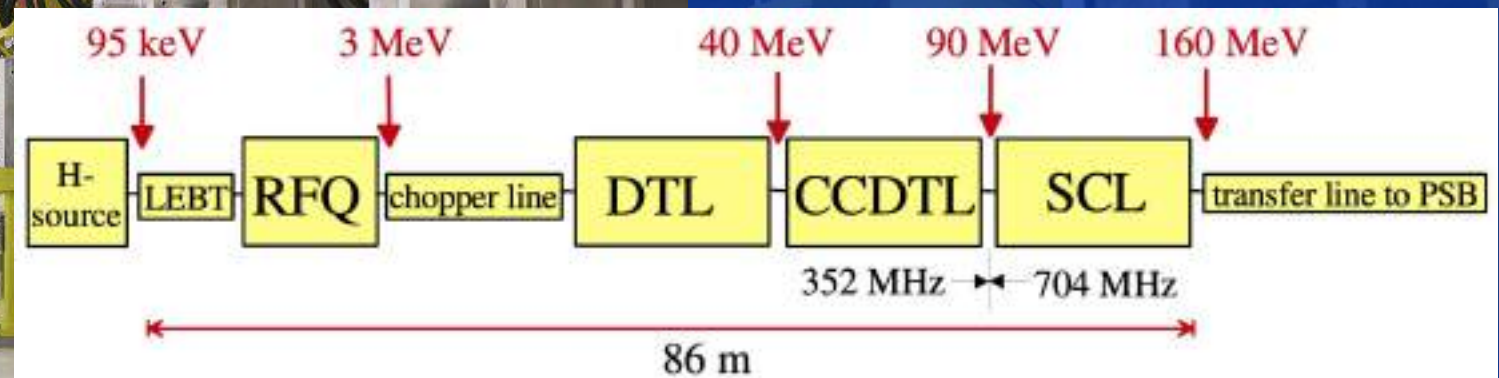 95 keV
3 MeV
40 MeV
90 MeV
160 MeV
H-
source
LEBT
RFQ
chopper line
DTL
CCDTL
SCL
transfer line to PSB
352 MHz
704 MHz
86 m